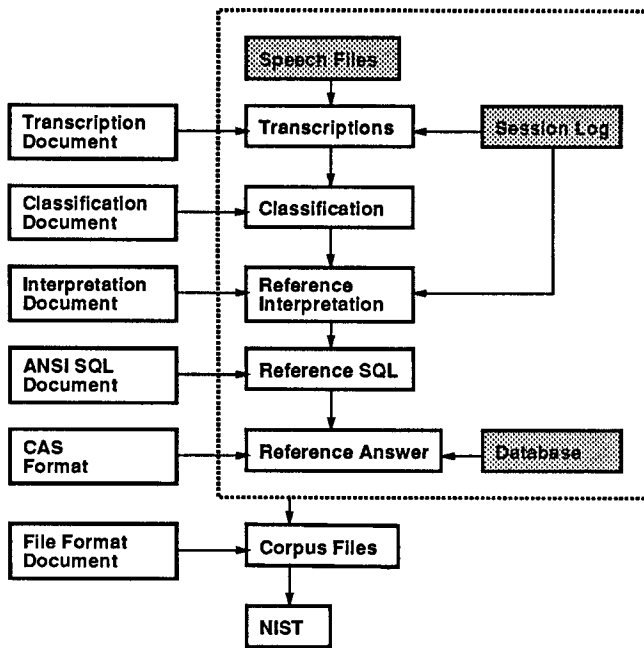 Speech Files
Transcription
Document
Transcriptions
Session Log
Classification
Document
Classification
Interpretation
Document
Reference
Interpretation
ANSI SQL
Document
Reference SQL
CAS
Format
Reference Answer
Database
File Format
Document
Corpus Files
NIST